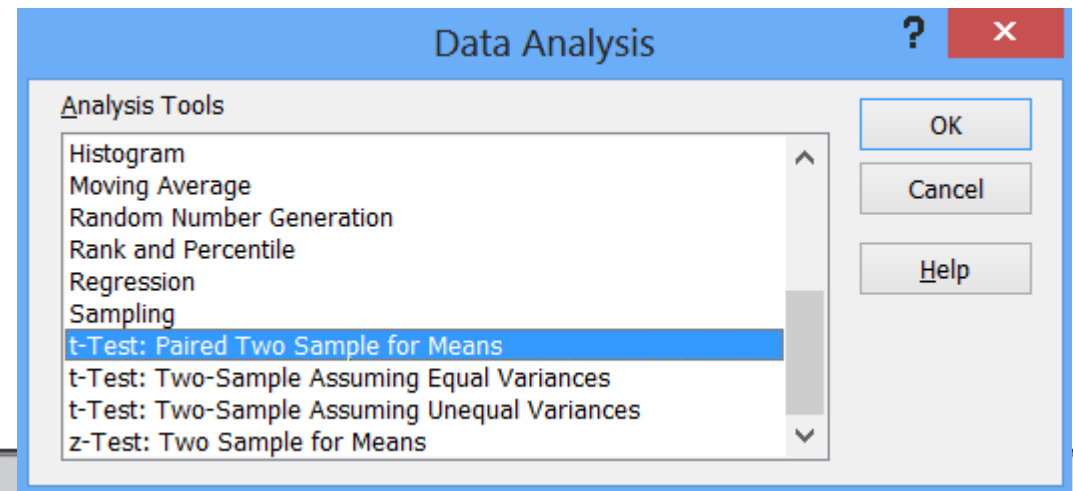 Data Analysis
?
Analysis Tools
OK
Histogram
Moving Average
Cancel
Random Number Generation
Rank and Percentile
Help
Regression
Sampling
t-Test: Paired Two Sample for Means
t-Test: Two-Sample Assuming Equal Variances
t-Test: Two-Sample Assuming Unequal Variances
z-Test: Two Sample for Means